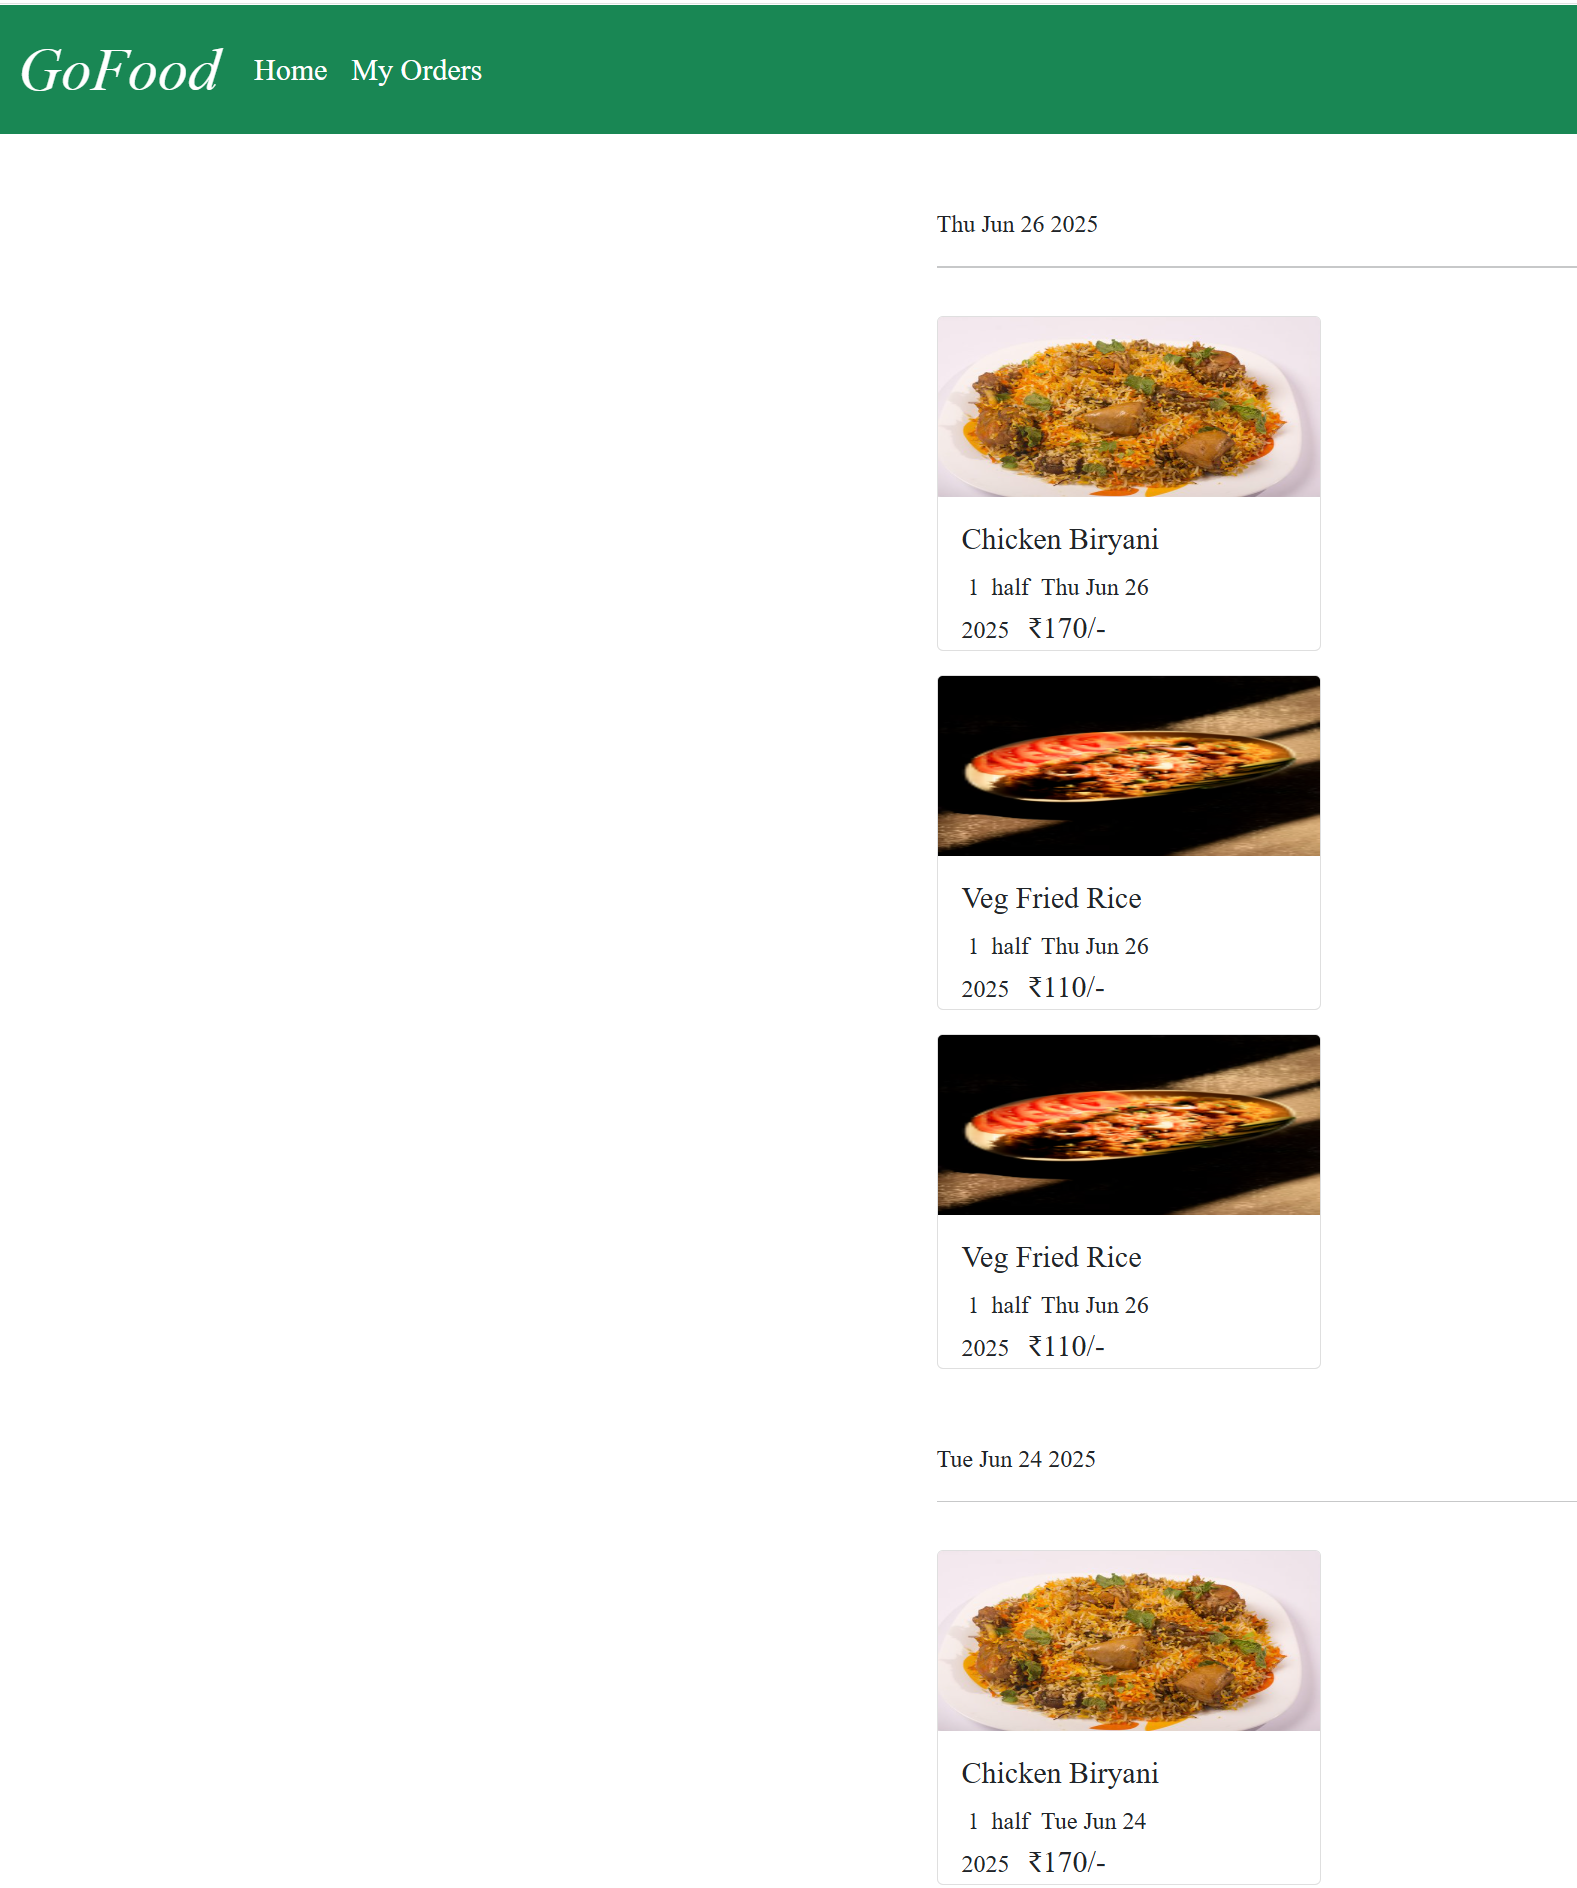 GoFood Home My Orders
Thu Jun 26 2025
Chicken Biryani
1 half Thu Jun 26
2025 ₹170/-
Veg Fried Rice
1 half Thu Jun 26
2025 ₹110/-
Veg Fried Rice
1 half Thu Jun 26
2025 ₹110/-
Tue Jun 24 2025
Chicken Biryani
1 half Tue Jun 24
2025 ₹170/-